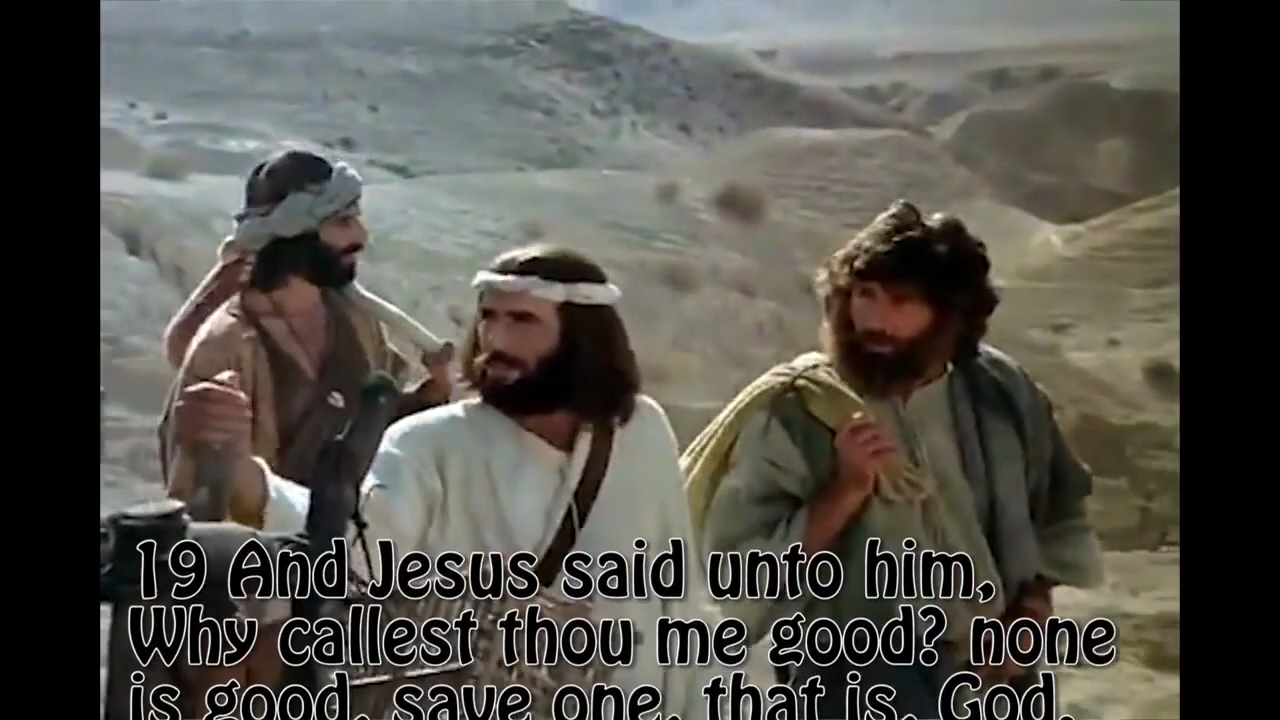 19 And Jesus said unto him,
Why callest thou me good? none
is good, save one, that is, God.